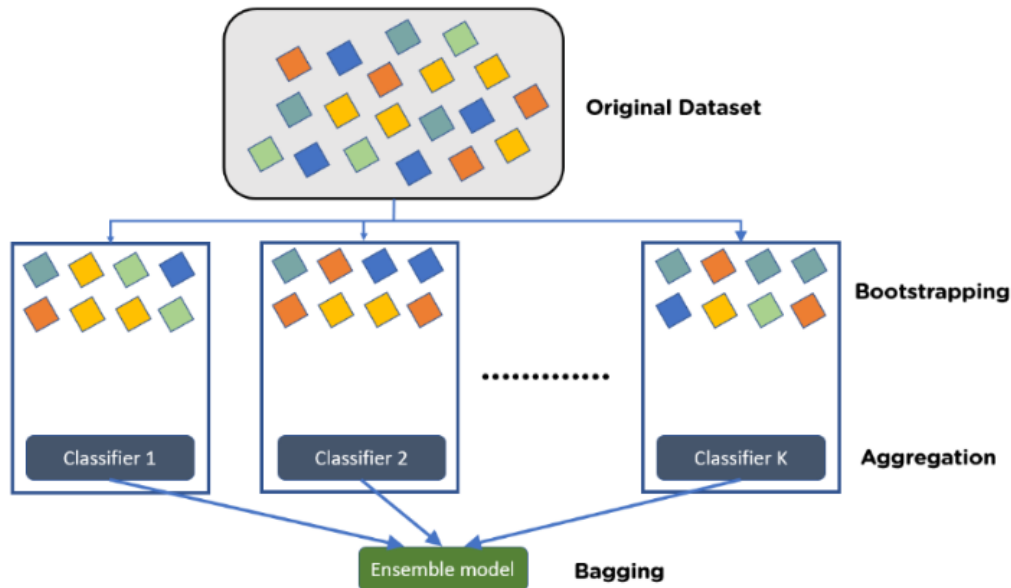 Original Dataset
Bootstrapping
Classifier 1
Classifier 2
Classifier K
Aggregation
Ensemble model
Bagging